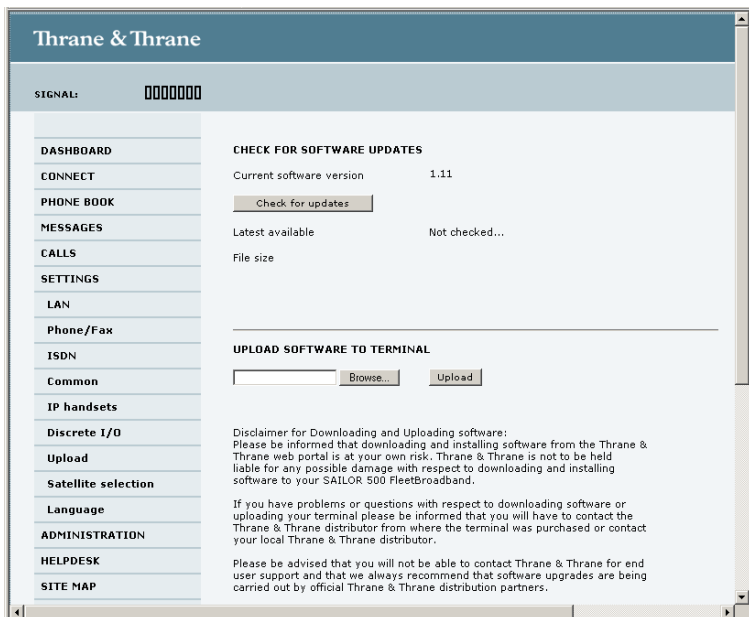 Thrane & Thrane
SIGNAL:
DASHBOARD
CONNECT
PHONE BOOK
MESSAGES
CALLS
SETTINGS
LAN
Phone/Fax
ISDN
Common
IP handsets
Discrete I/O
Upload
Satellite selection
Language
ADMINISTRATION
HELPDESK
SITE MAP
CHECK FOR SOFTWARE UPDATES
Current software version 1.11
Check for updates
Latest available Not checked...
File size
UPLOAD SOFTWARE TO TERMINAL
Browse... Upload
Disclaimer for Downloading and Uploading software:
Please be informed that downloading and installing software from the Thrane &
Thrane web portal is at your own risk. Thrane & Thrane is not to be held
liable for any possible damage with respect to downloading and installing
software to your SAILOR 500 FleetBroadband.
If you have problems or questions with respect to downloading software or
uploading your terminal please be informed that you will have to contact the
Thrane & Thrane distributor from where the terminal was purchased or contact
your local Thrane & Thrane distributor.
Please be advised that you will not be able to contact Thrane & Thrane for end
user support and that we always recommend that software upgrades are being
carried out by official Thrane & Thrane distribution partners.